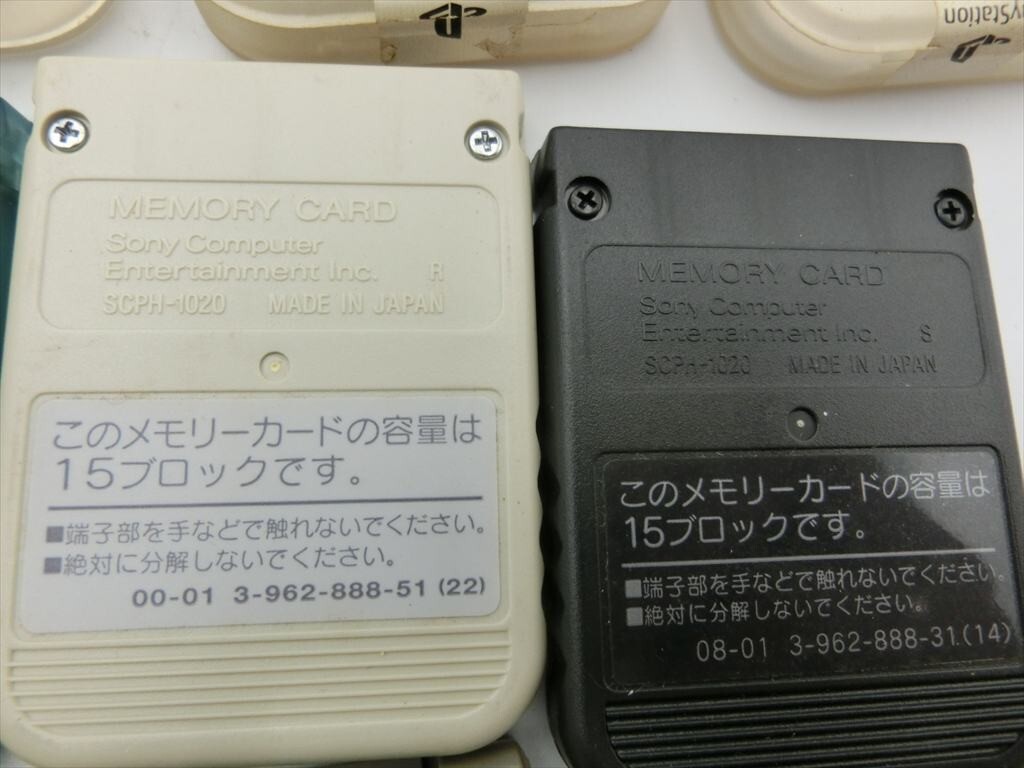 MEMORY CARD
Sony Computer
Entertainment Inc. R
SCPH-1020 MADE IN JAPAN
このメモリーカードの容量は
15ブロックです。
■端子部を手などで触れないでください。
■絶対に分解しないでください。
00-01 3-962-888-51 (22)
MEMORY CARD
Sony Computer
Entertainment Inc. S
SCPH-1020 MADE IN JAPAN
このメモリーカードの容量は
15ブロックです。
■端子部を手などで触れないでください。
■絶対に分解しないでください。
08-01 3-962-888-31.(14)